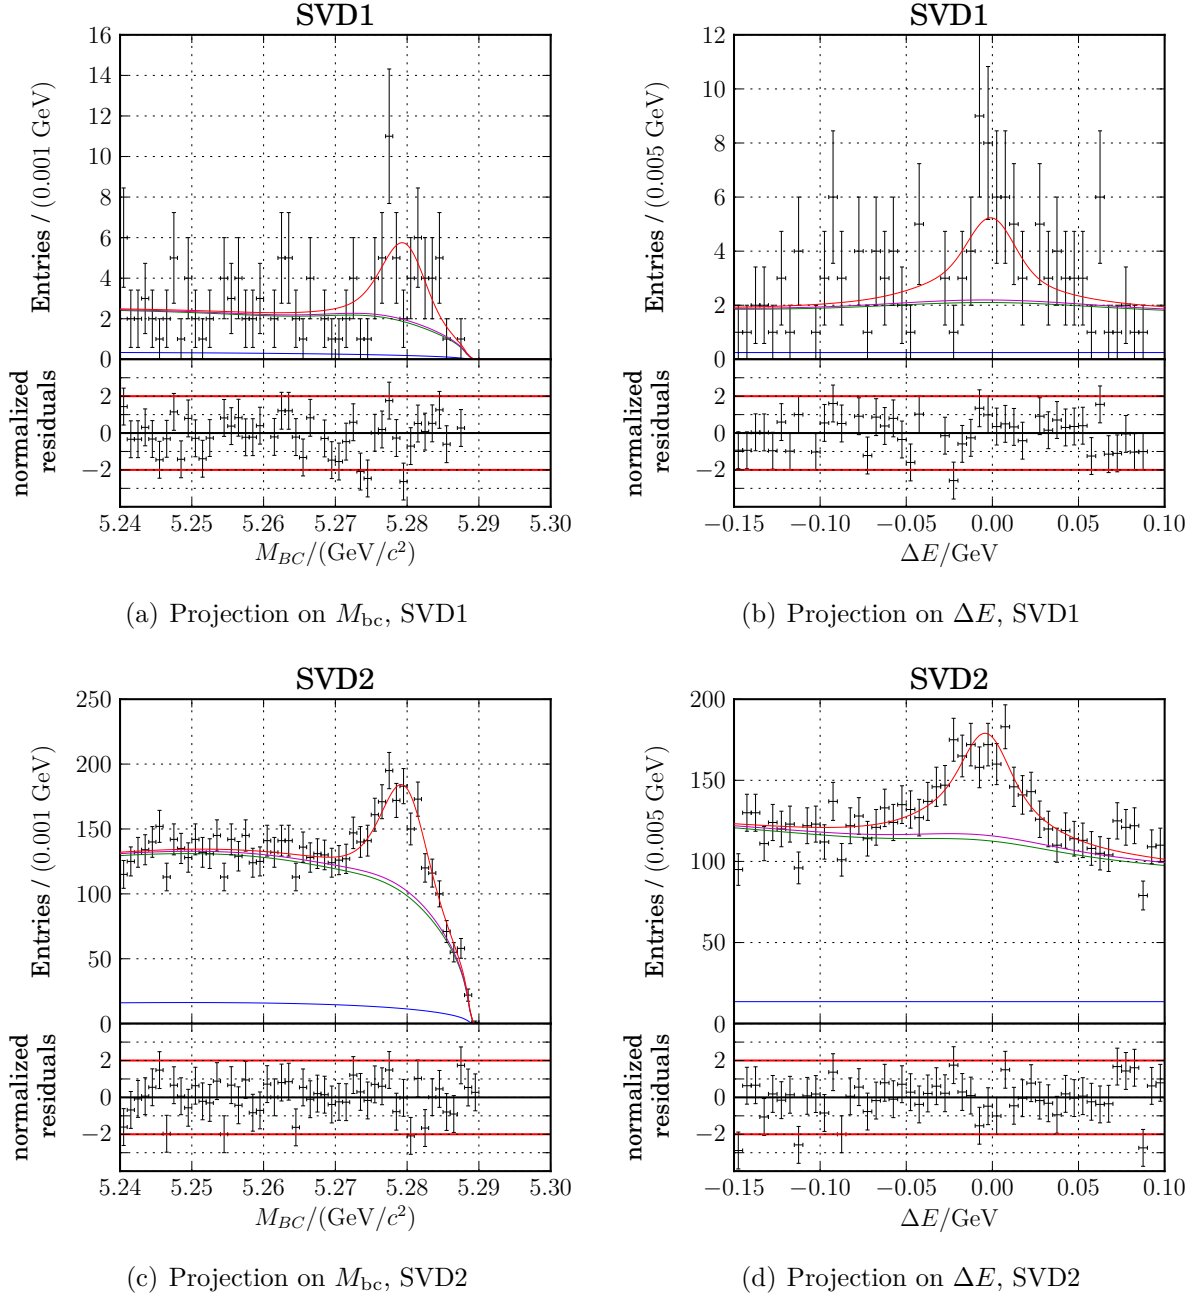 SVD1
16
14
12
10
8
6
4
2
0
Entries / (0.001 GeV)
2
0
−2
normalized
residuals
5.24 5.25 5.26 5.27 5.28 5.29 5.30
M_BC/(GeV/c²)
(a) Projection on M_bc, SVD1
SVD1
12
10
8
6
4
2
0
Entries / (0.005 GeV)
2
0
−2
normalized
residuals
−0.15 −0.10 −0.05 0.00 0.05 0.10
ΔE/GeV
(b) Projection on ΔE, SVD1
SVD2
250
200
150
100
50
0
Entries / (0.001 GeV)
2
0
−2
normalized
residuals
5.24 5.25 5.26 5.27 5.28 5.29 5.30
M_BC/(GeV/c²)
(c) Projection on M_bc, SVD2
SVD2
200
150
100
50
0
Entries / (0.005 GeV)
2
0
−2
normalized
residuals
−0.15 −0.10 −0.05 0.00 0.05 0.10
ΔE/GeV
(d) Projection on ΔE, SVD2